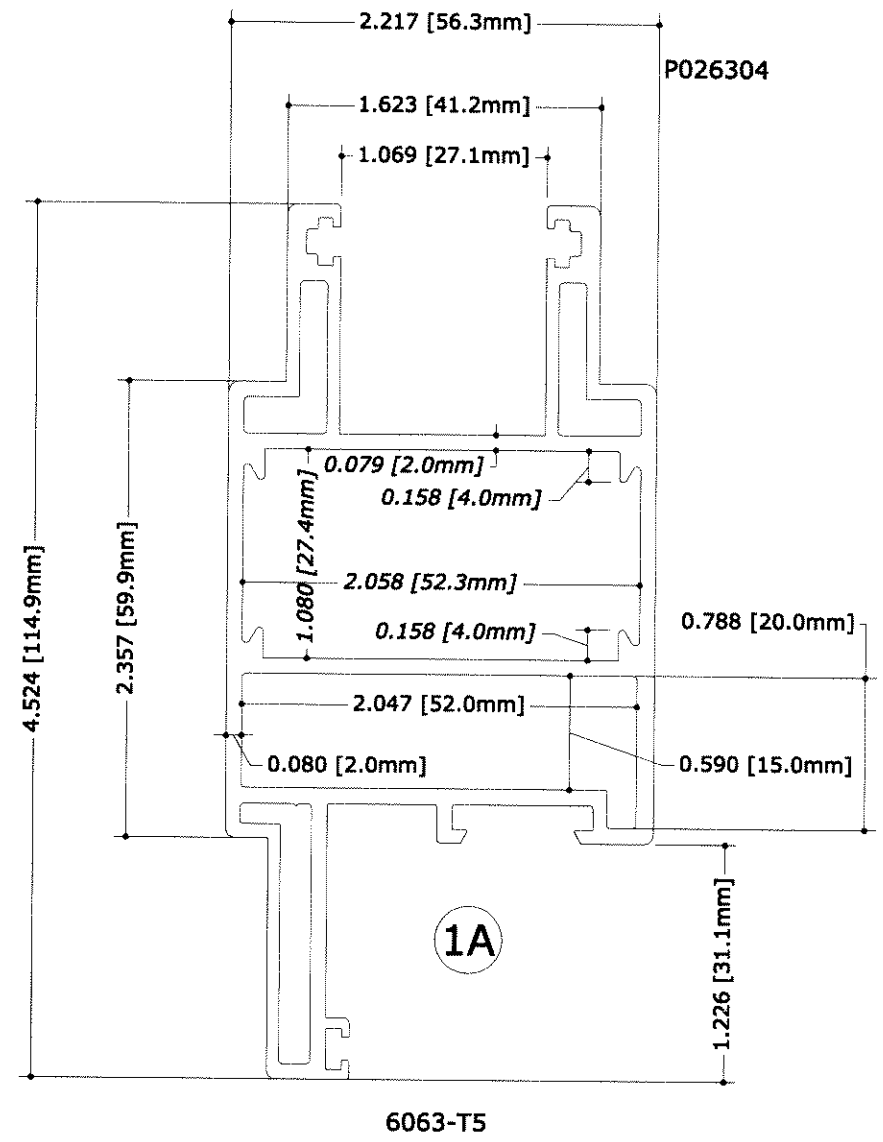 2.217 [56.3mm]
P026304
1.623 [41.2mm]
1.069 [27.1mm]
0.079 [2.0mm]
0.158 [4.0mm]
1.080 [27.4mm]
4.524 [114.9mm]
2.357 [59.9mm]
2.058 [52.3mm]
0.158 [4.0mm]
0.788 [20.0mm]
2.047 [52.0mm]
0.080 [2.0mm]
0.590 [15.0mm]
1A
1.226 [31.1mm]
6063-T5